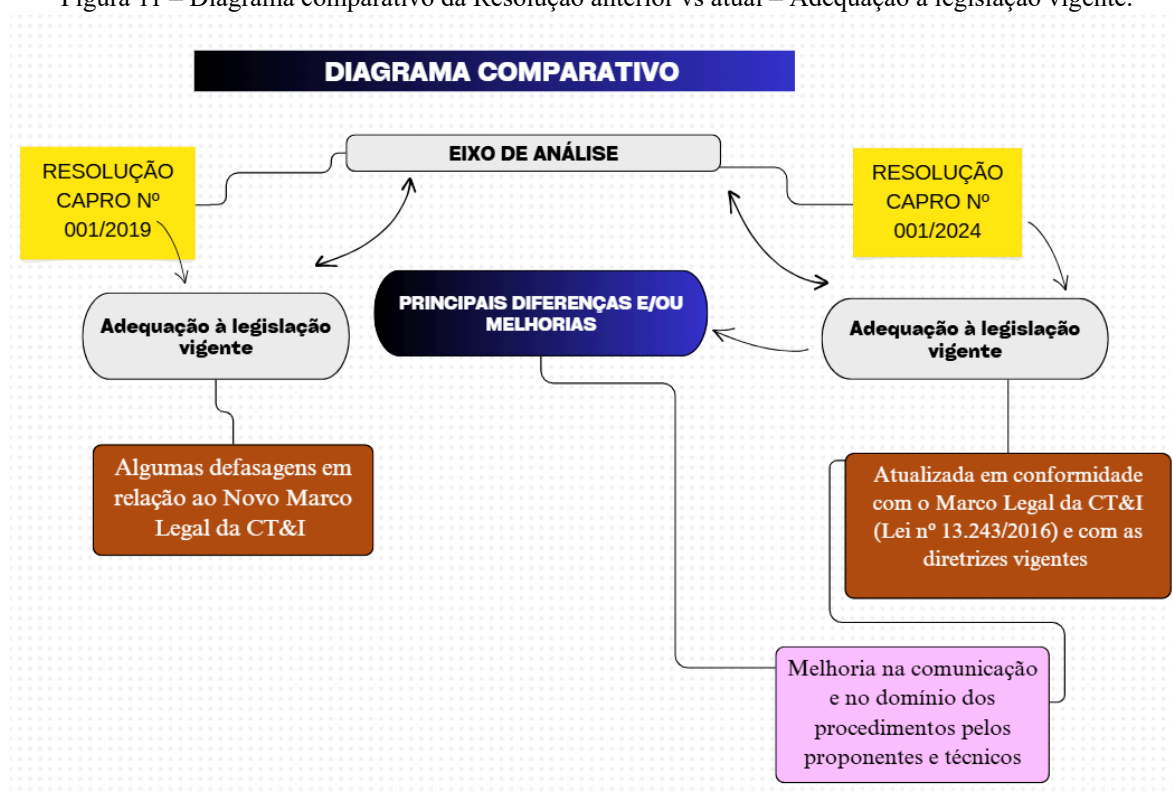 Figura 11 – Diagrama comparativo da Resolução anterior vs atual – Adequação à legislação vigente.
DIAGRAMA COMPARATIVO
EIXO DE ANÁLISE
RESOLUÇÃO
CAPRO Nº
001/2019
RESOLUÇÃO
CAPRO Nº
001/2024
Adequação à legislação
vigente
PRINCIPAIS DIFERENÇAS E/OU
MELHORIAS
Adequação à legislação
vigente
Algumas defasagens em
relação ao Novo Marco
Legal da CT&I
Atualizada em conformidade
com o Marco Legal da CT&I
(Lei nº 13.243/2016) e com as
diretrizes vigentes
Melhoria na comunicação
e no domínio dos
procedimentos pelos
proponentes e técnicos